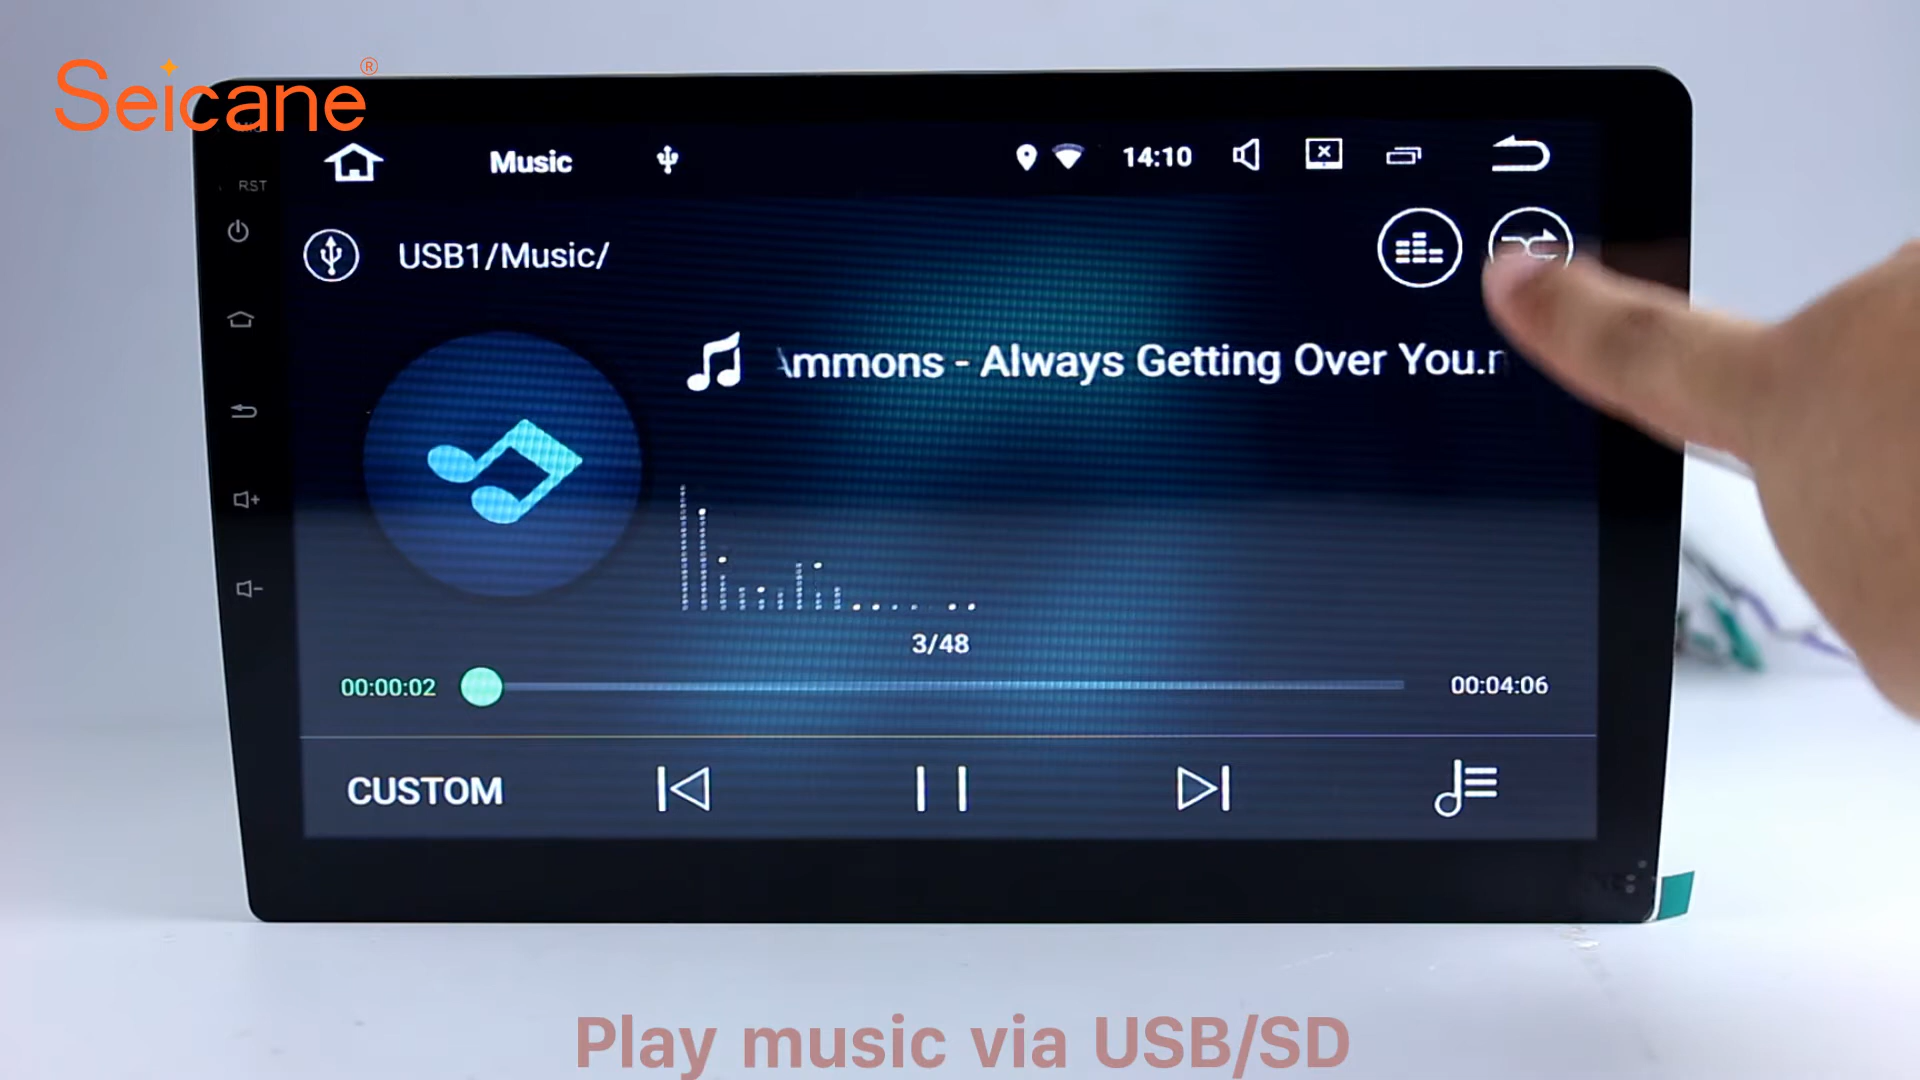 Seicane®
RST
Music
14:10
USB1/Music/
Ammons - Always Getting Over You.
3/48
00:00:02
00:04:06
CUSTOM
Play music via USB/SD